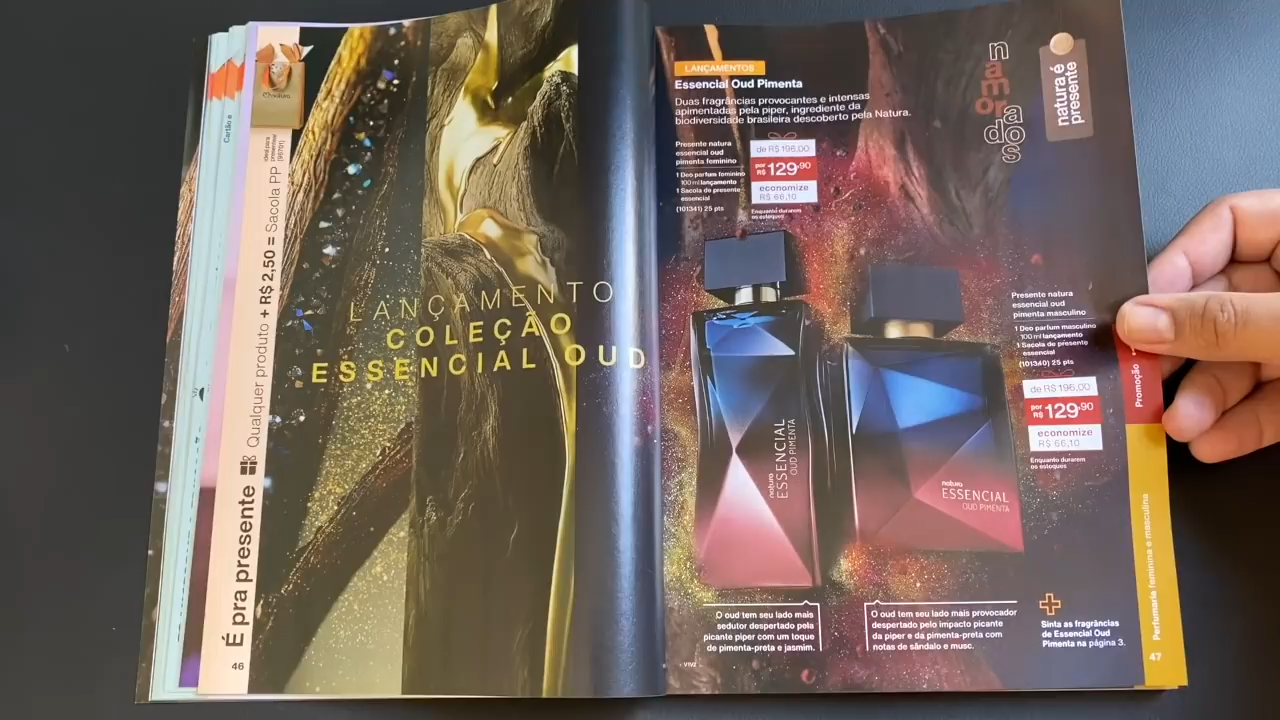 Cartão e
Natura
ideal para
presentear
(96791)
É pra presente Qualquer produto + R$ 2,50 = Sacola PP
46
LANÇAMENTO
COLEÇÃO
ESSENCIAL OUD
LANÇAMENTOS
Essencial Oud Pimenta
Duas fragrâncias provocantes e intensas
apimentadas pela piper, ingrediente da
biodiversidade brasileira descoberto pela Natura.
Presente natura
essencial oud
pimenta feminino
1 Deo parfum feminino
100 ml lançamento
1 Sacola de presente
essencial
(101341) 25 pts
de R$ 196,00
por R$ 129,90
economize
R$ 66,10
Enquanto durarem
os estoques
namorados
natura é
presente
natura
ESSENCIAL
OUD PIMENTA
natura
ESSENCIAL
OUD PIMENTA
Presente natura
essencial oud
pimenta masculino
1 Deo parfum masculino
100 ml lançamento
1 Sacola de presente
essencial
(101340) 25 pts
de R$ 196,00
por R$ 129,90
economize
R$ 66,10
Enquanto durarem
os estoques
O oud tem seu lado mais
sedutor despertado pela
picante piper com um toque
de pimenta-preta e jasmim.
O oud tem seu lado mais provocador
despertado pelo impacto picante
da piper e da pimenta-preta com
notas de sândalo e musc.
Sinta as fragrâncias
de Essencial Oud
Pimenta na página 3.
Promoção
Perfumaria feminina e masculina
47